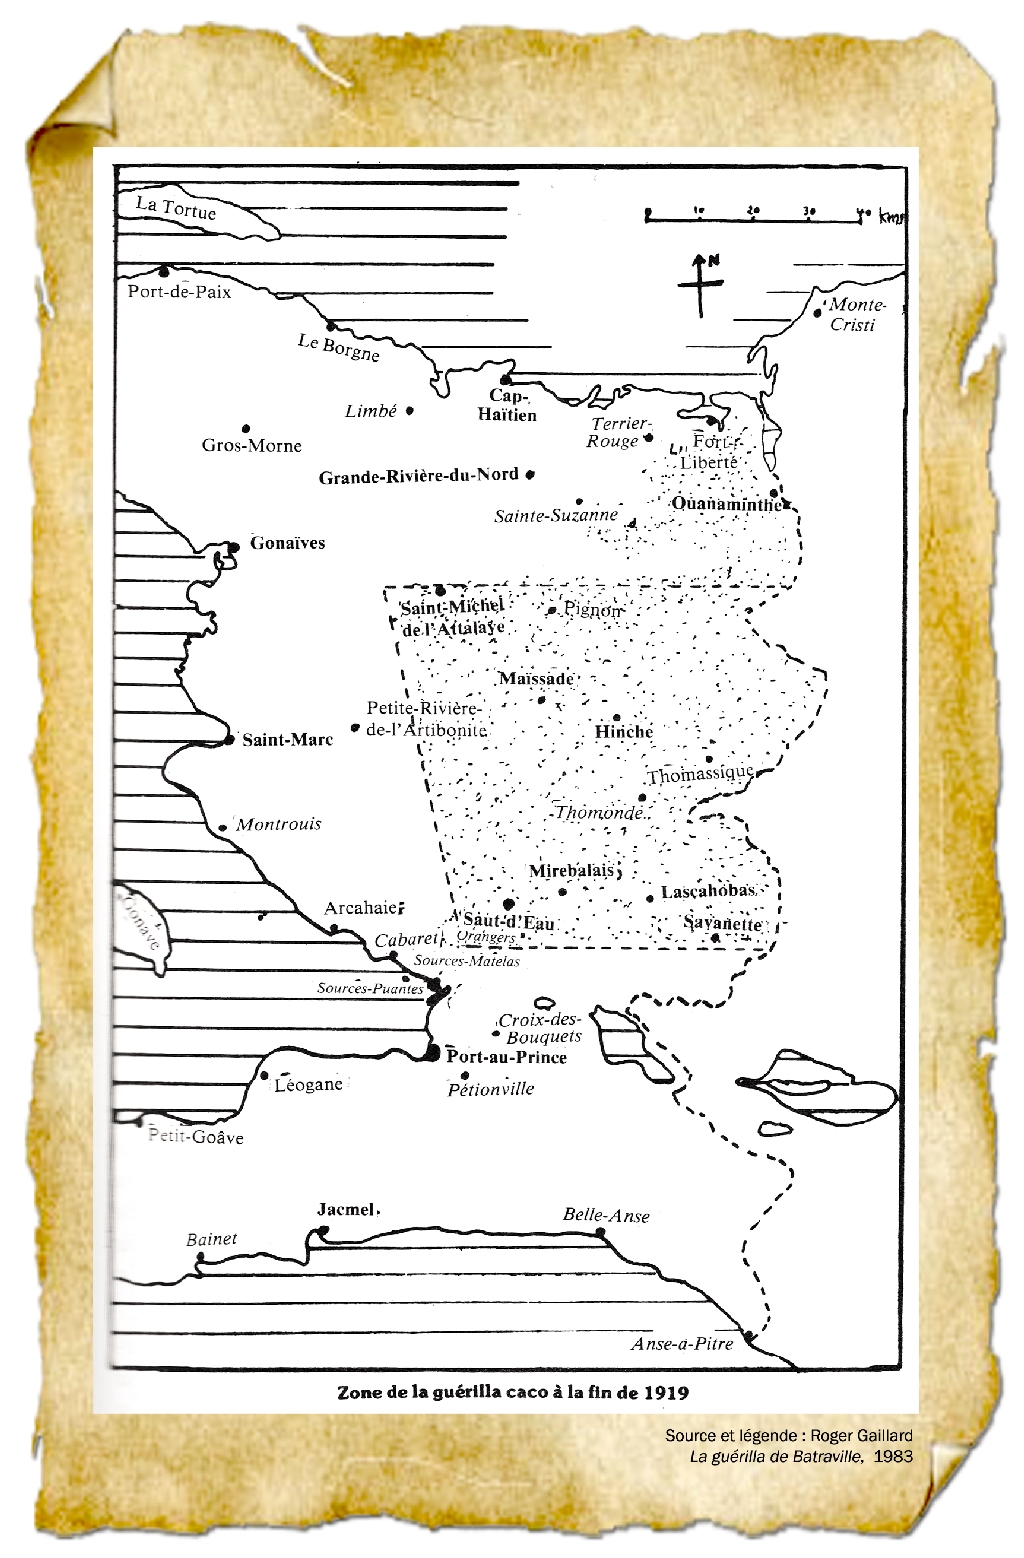 La Tortue
10 20 30 40 kms
N
Port-de-Paix
Monte-
Cristi
Le Borgne
Cap-
Haïtien
Limbé
Terrier-
Rouge
Fort-
Liberté
Gros-Morne
Grande-Rivière-du-Nord
Ouanaminthe
Sainte-Suzanne
Gonaïves
Saint-Michel
de l'Attalaye
Pignon
Maïssade
Petite-Rivière-
de-l'Artibonite
Hinche
Saint-Marc
Thomassique
Thomonde
Montrouis
Mirebalais
Lascahobas
Gonave
Arcahaie
Saut-d'Eau
Savanette
Cabaret
Orangers
Sources-Matelas
Sources-Puantes
Croix-des-
Bouquets
Port-au-Prince
Léogane
Pétionville
Petit-Goâve
Jacmel
Belle-Anse
Bainet
Anse-à-Pitre
Zone de la guérilla caco à la fin de 1919
Source et légende : Roger Gaillard
La guérilla de Batraville, 1983